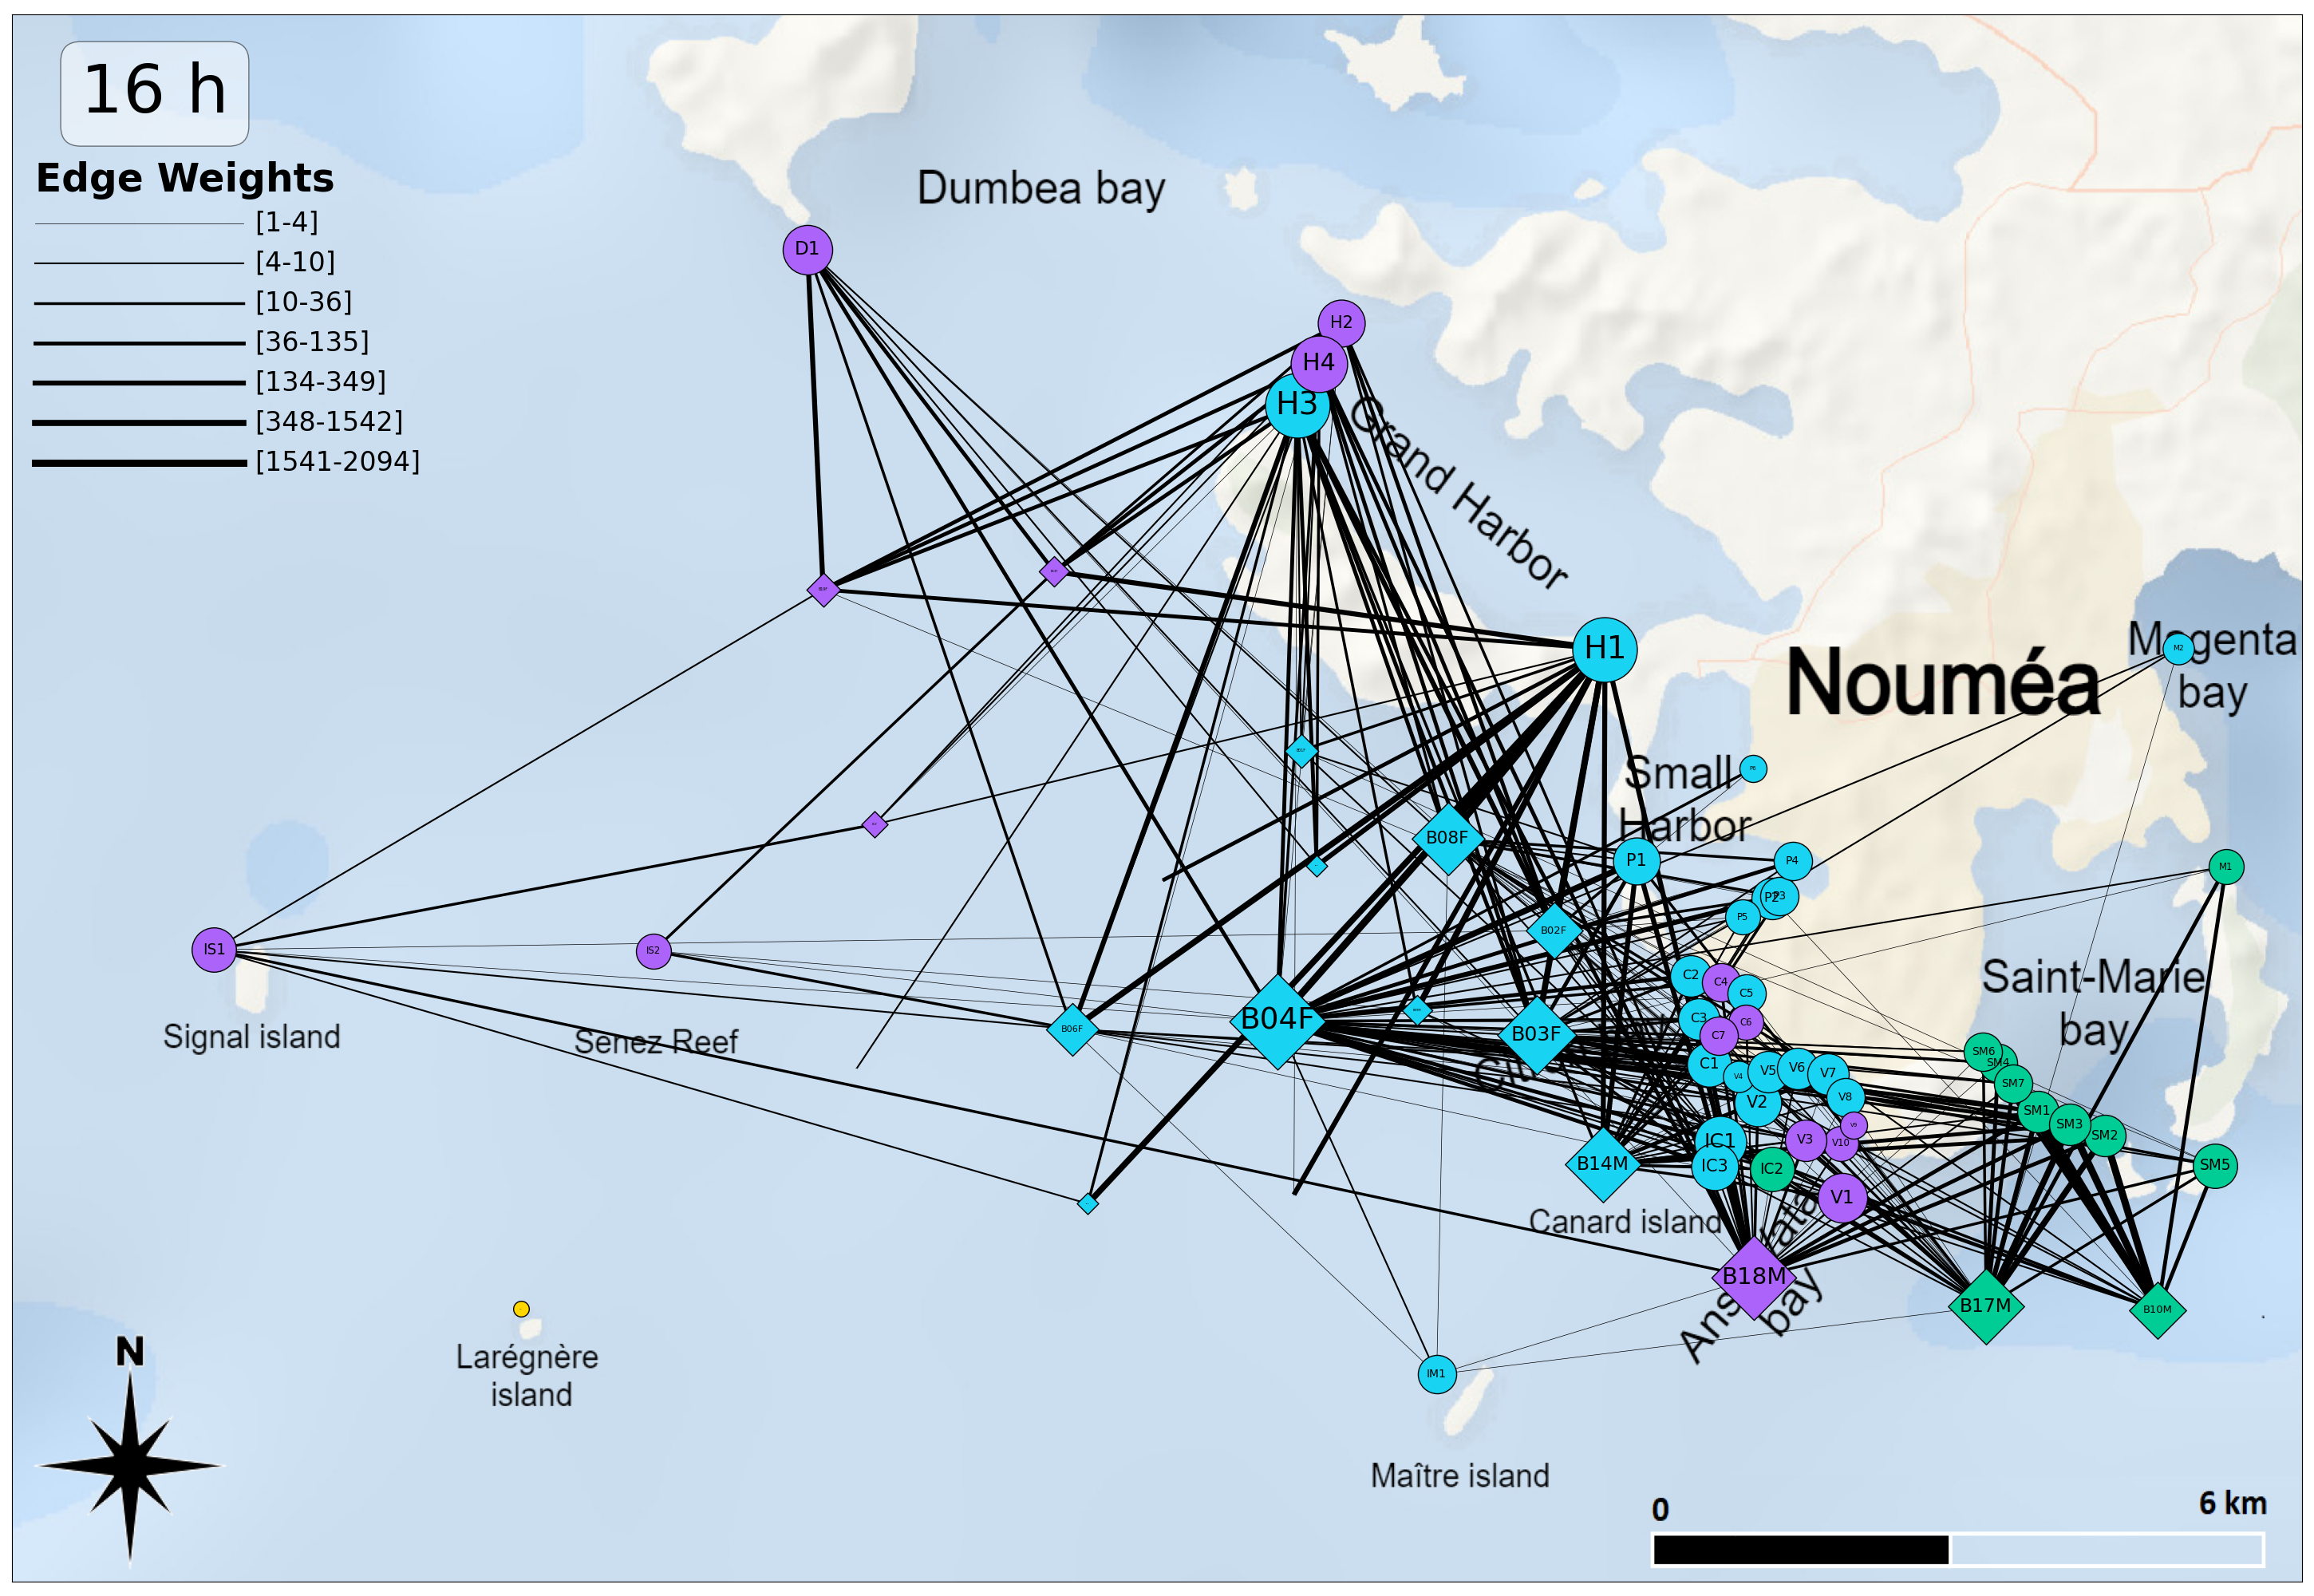 16 h
Edge Weights
[1-4]
[4-10]
[10-36]
[36-135]
[134-349]
[348-1542]
[1541-2094]
Dumbea bay
D1
H2
H4
H3
Grand Harbor
H1
Nouméa
Magenta
bay
M2
Small
Harbor
P6
B08F
P1
P4
P2
P3
P5
M1
B02F
IS1
IS2
Signal island
Senez Reef
B06F
B04F
B03F
C2
C4
C5
C3
C6
C7
C1
Saint-Marie
bay
V4
V5
V6
V7
V8
V2
V9
V3
V10
IC1
IC3
IC2
V1
B14M
SM6
SM4
SM7
SM1
SM3
SM2
SM5
Canard island
B18M
bay
B17M
B10M
Larégnère
island
IM1
Maître island
N
0
6 km